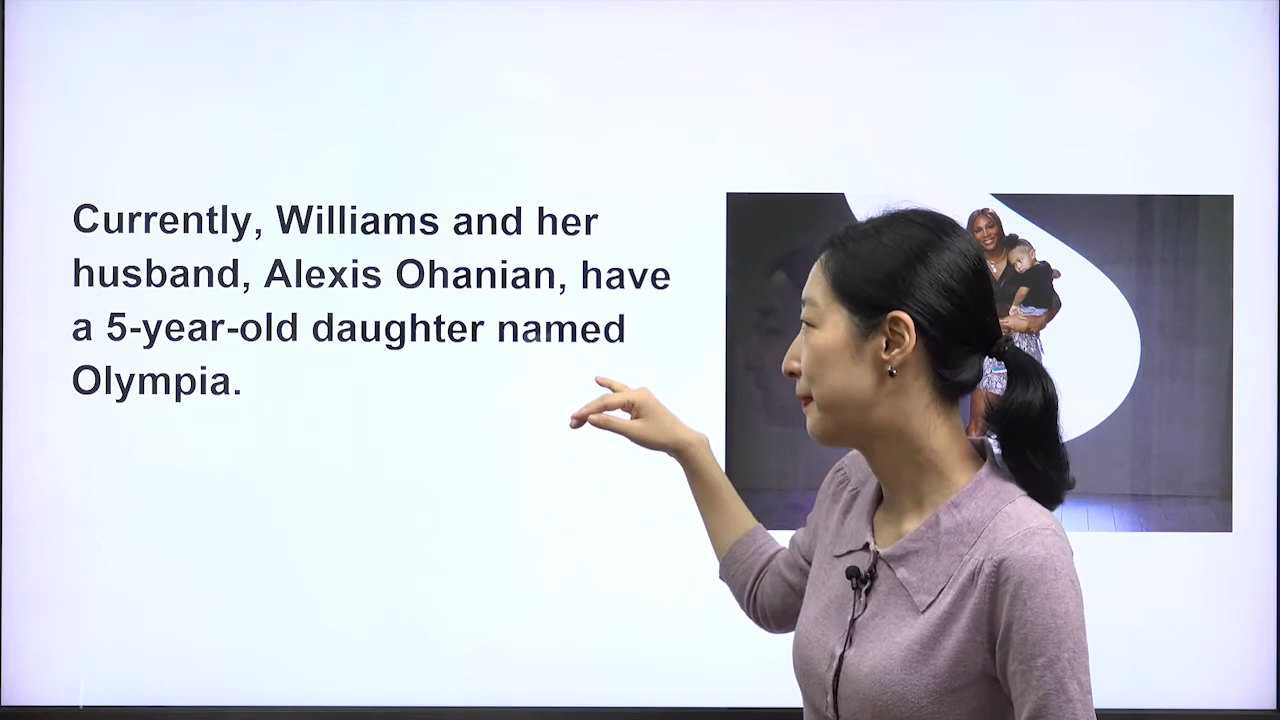 Currently, Williams and her
husband, Alexis Ohanian, have
a 5-year-old daughter named
Olympia.